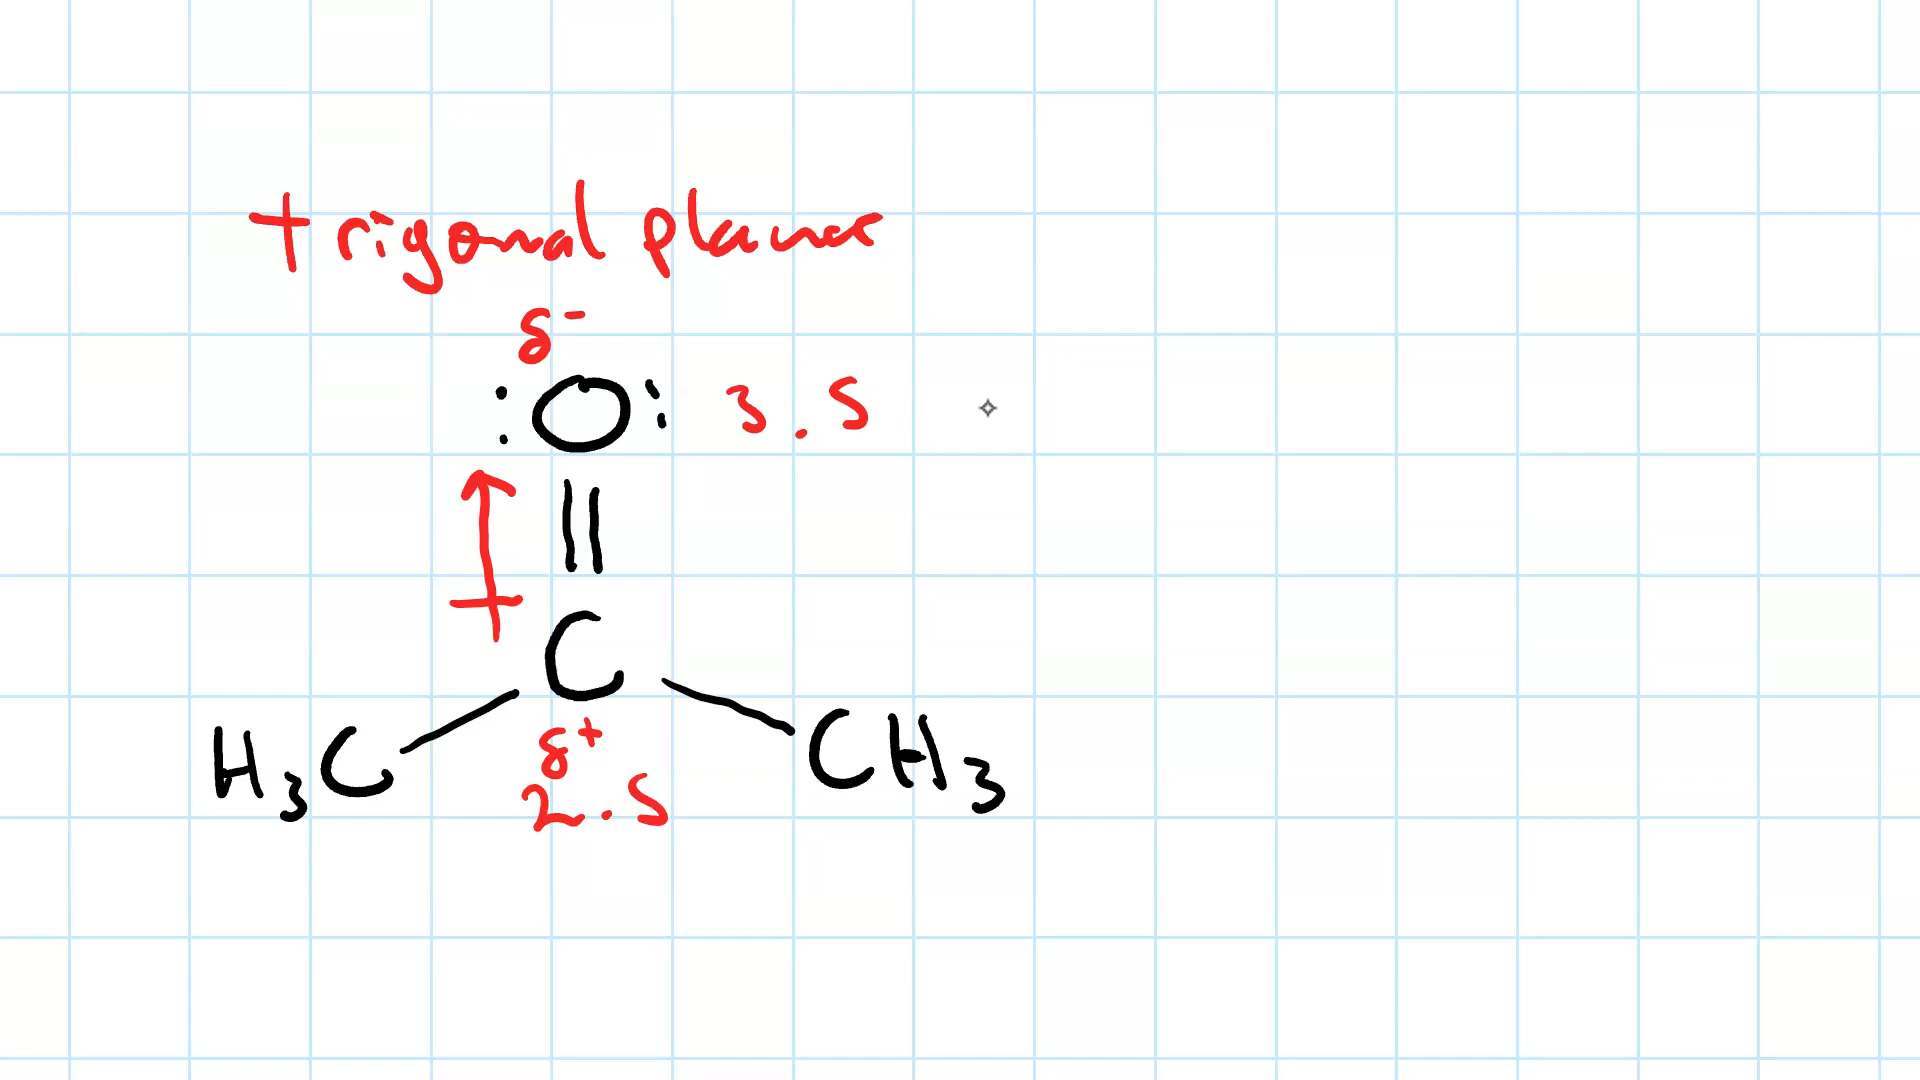 trigonal planar
δ-
:O: 3.5
||
C
H3C CH3
δ+
2.5